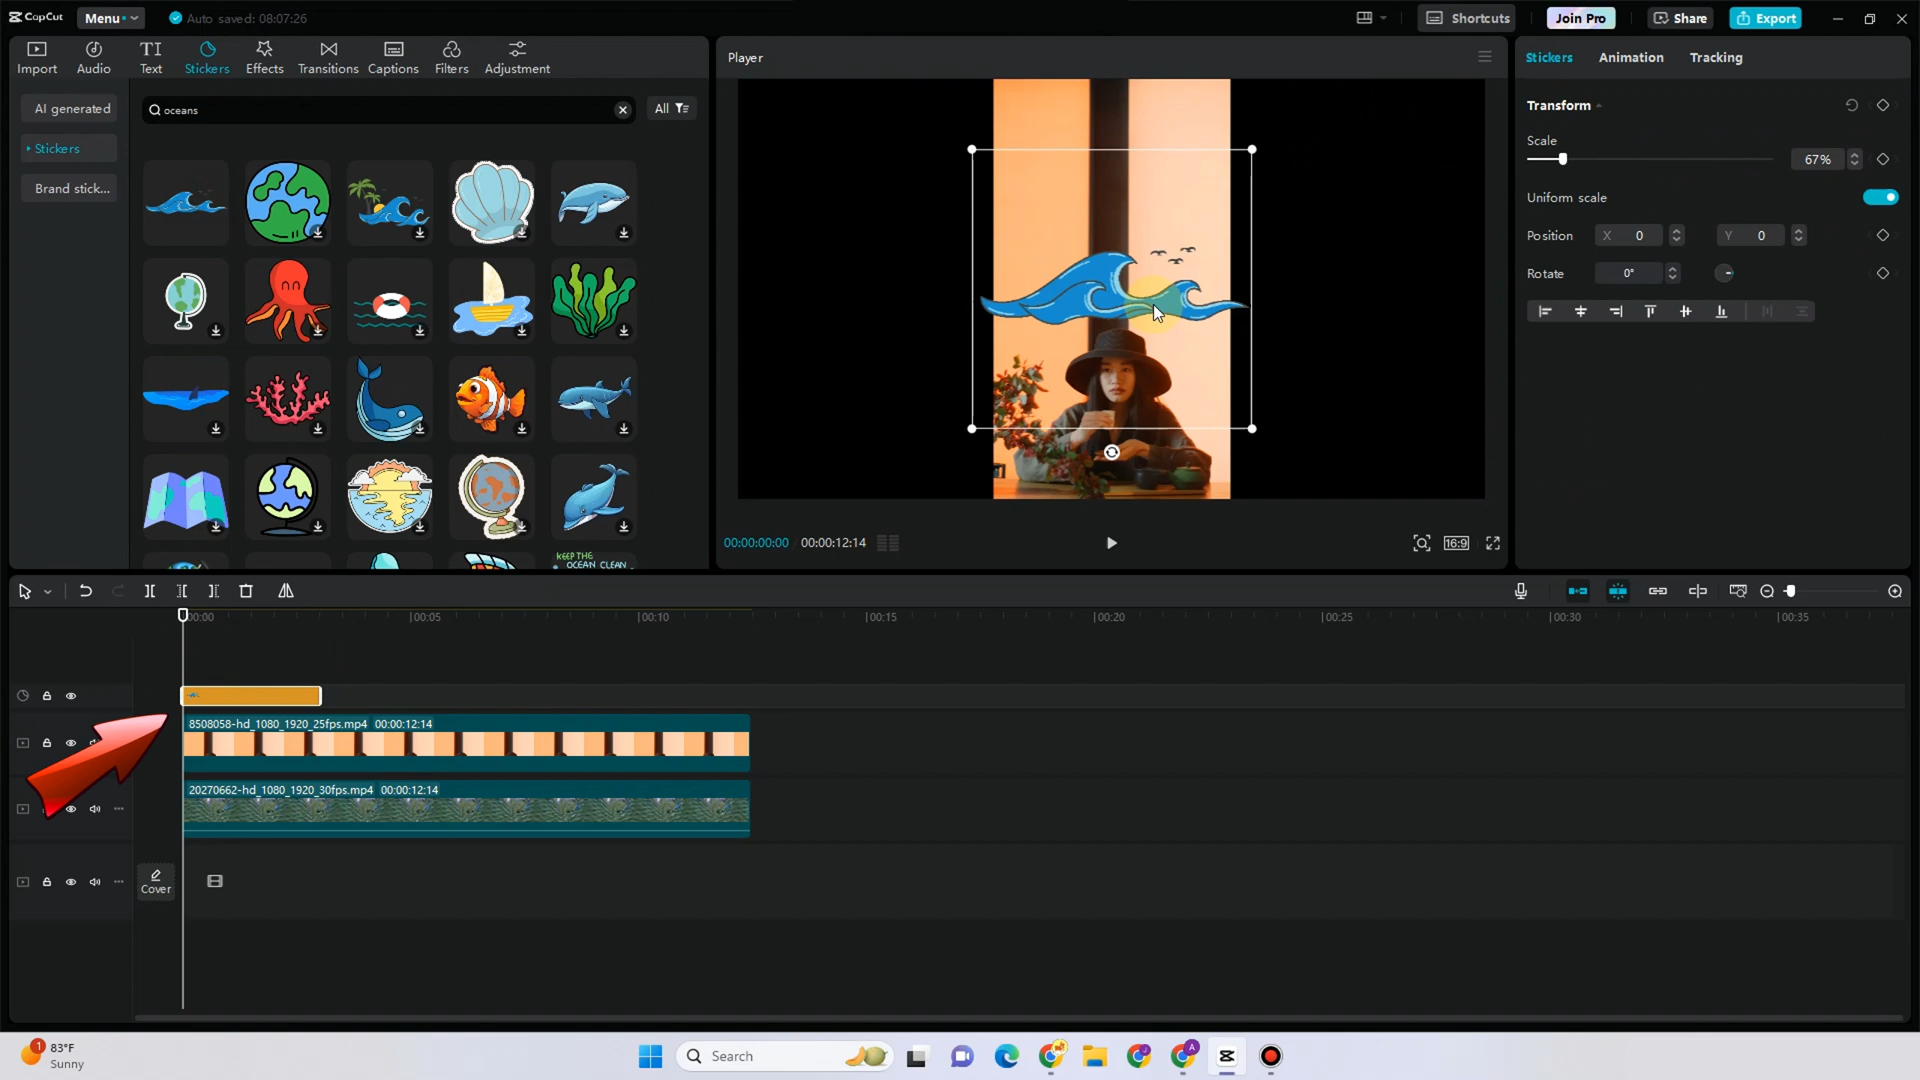 CapCut
Menu
Auto saved: 08:07:26
Shortcuts
Join Pro
Share
Export
Import
Audio
TI
Text
Stickers
Effects
Transitions
Captions
Filters
Adjustment
AI generated
Stickers
Brand stick...
oceans
All
KEEP THE
OCEAN CLEAN
Player
00:00:00:00
00:00:12:14
16:9
Stickers
Animation
Tracking
Transform
Scale
67%
Uniform scale
Position
X 0
Y 0
Rotate
0°
00:00
00:05
00:10
00:15
00:20
00:25
00:30
00:35
8508058-hd_1080_1920_25fps.mp4 00:00:12:14
20270662-hd_1080_1920_30fps.mp4 00:00:12:14
Cover
1
83°F
Sunny
Search
J
A